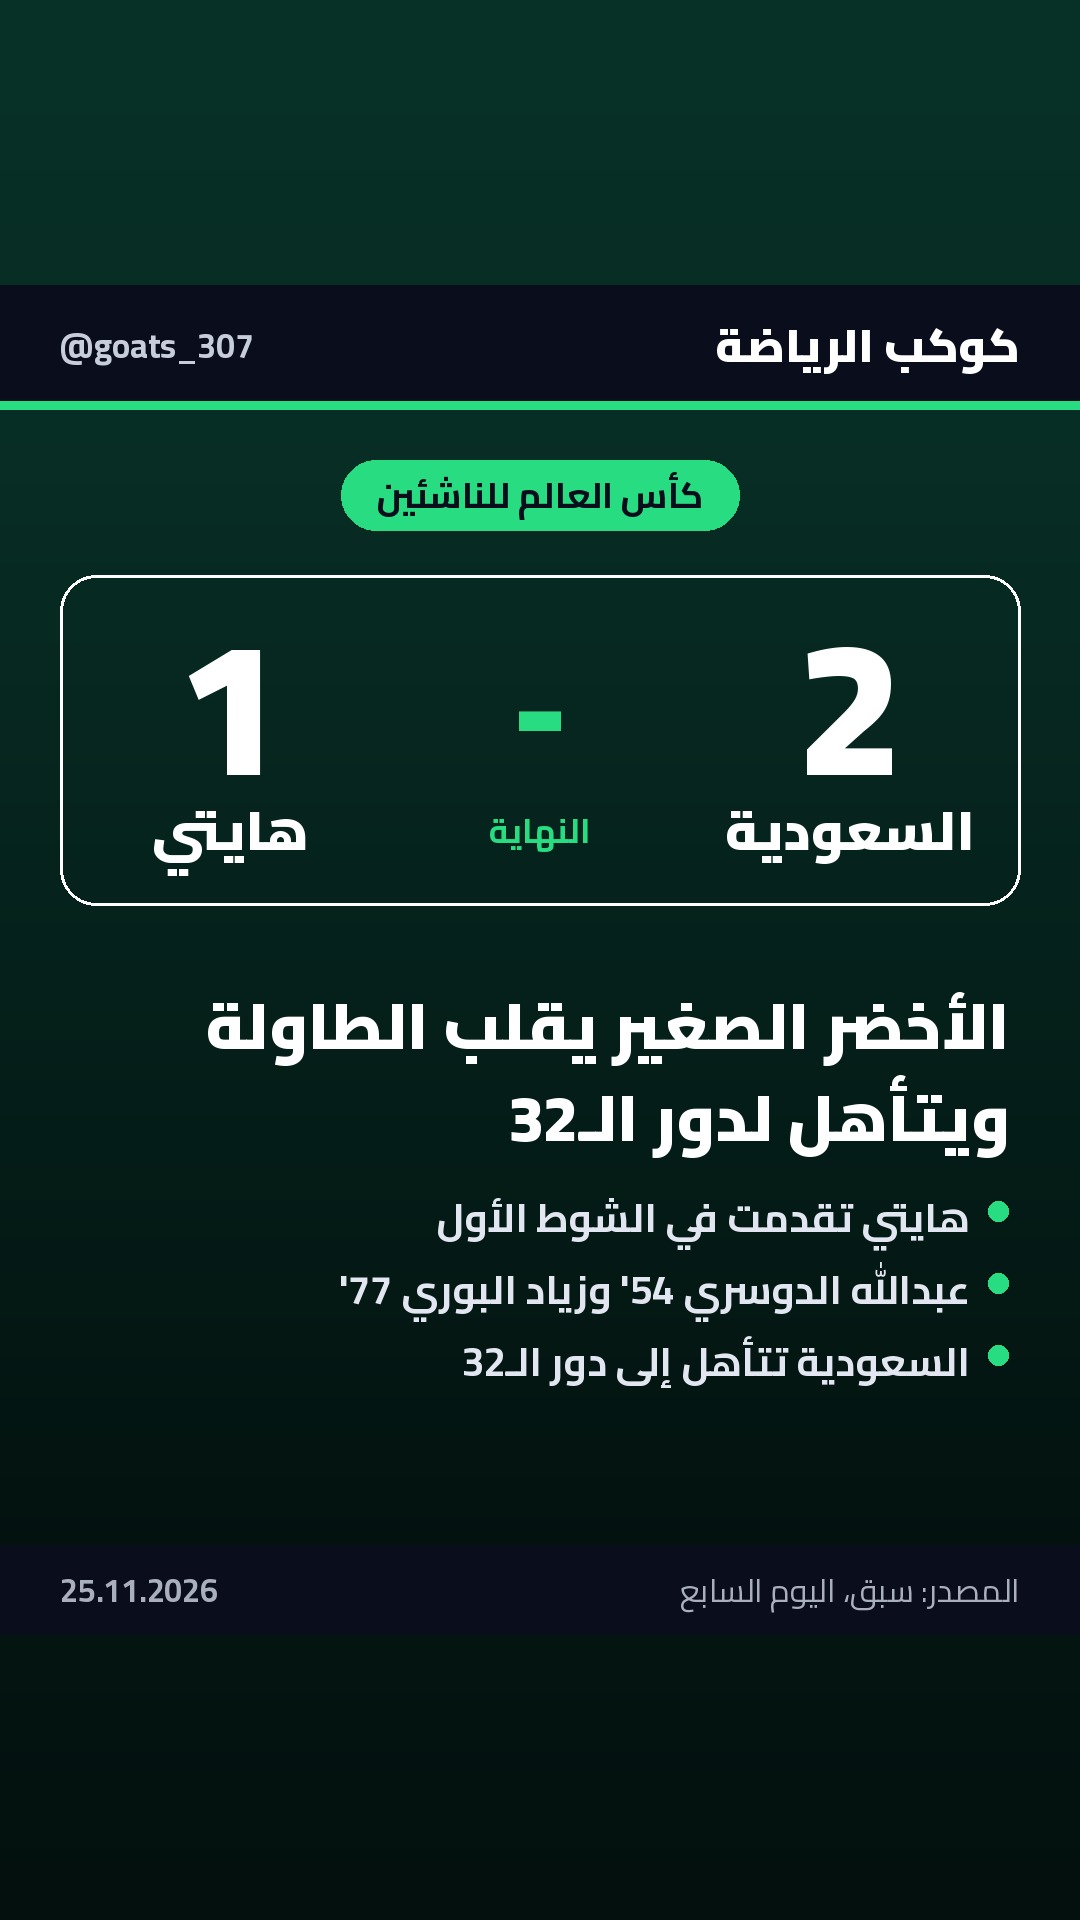 كوكب الرياضة
@goats_307
كأس العالم للناشئين
2 - 1
السعودية النهاية هايتي
الأخضر الصغير يقلب الطاولة
ويتأهل لدور الـ32
هايتي تقدمت في الشوط الأول
عبدالله الدوسري 54' وزياد البوري 77'
السعودية تتأهل إلى دور الـ32
المصدر: سبق، اليوم السابع
25.11.2026